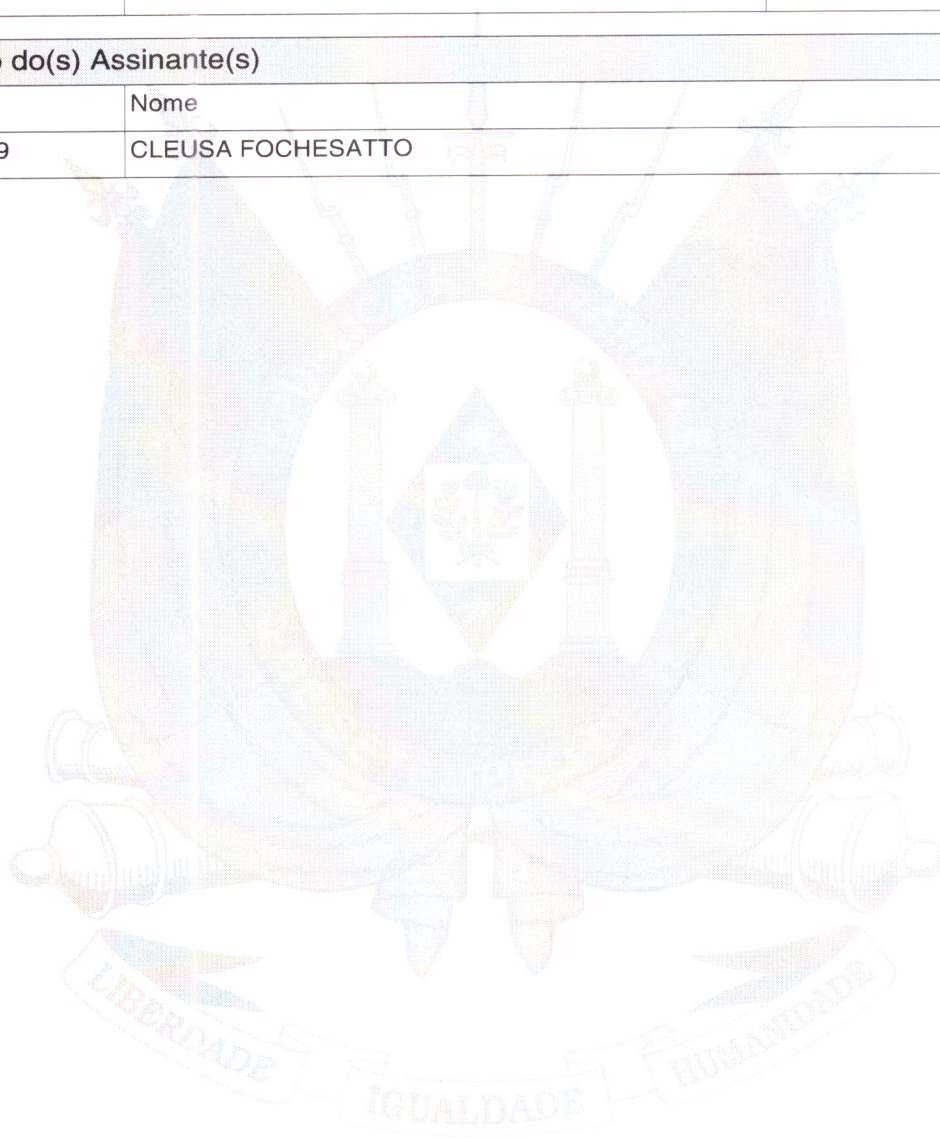 do(s) Assinante(s)
Nome
9 CLEUSA FOCHESATTO
LIBERDADE IGUALDADE HUMANIDADE